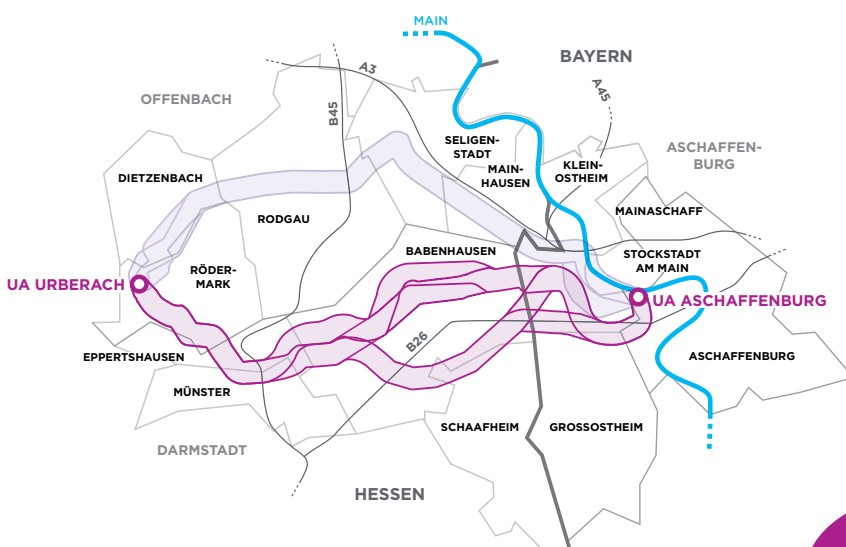 MAIN
BAYERN
A3
A45
OFFENBACH
B45
SELIGEN-
STADT
KLEIN-
OSTHEIM
ASCHAFFEN-
BURG
MAIN-
HAUSEN
DIETZENBACH
MAINASCHAFF
RODGAU
BABENHAUSEN
STOCKSTADT
AM MAIN
RÖDER-
MARK
UA URBERACH
UA ASCHAFFENBURG
B26
EPPERTSHAUSEN
ASCHAFFENBURG
MÜNSTER
SCHAAFHEIM
GROSSOSTHEIM
DARMSTADT
HESSEN